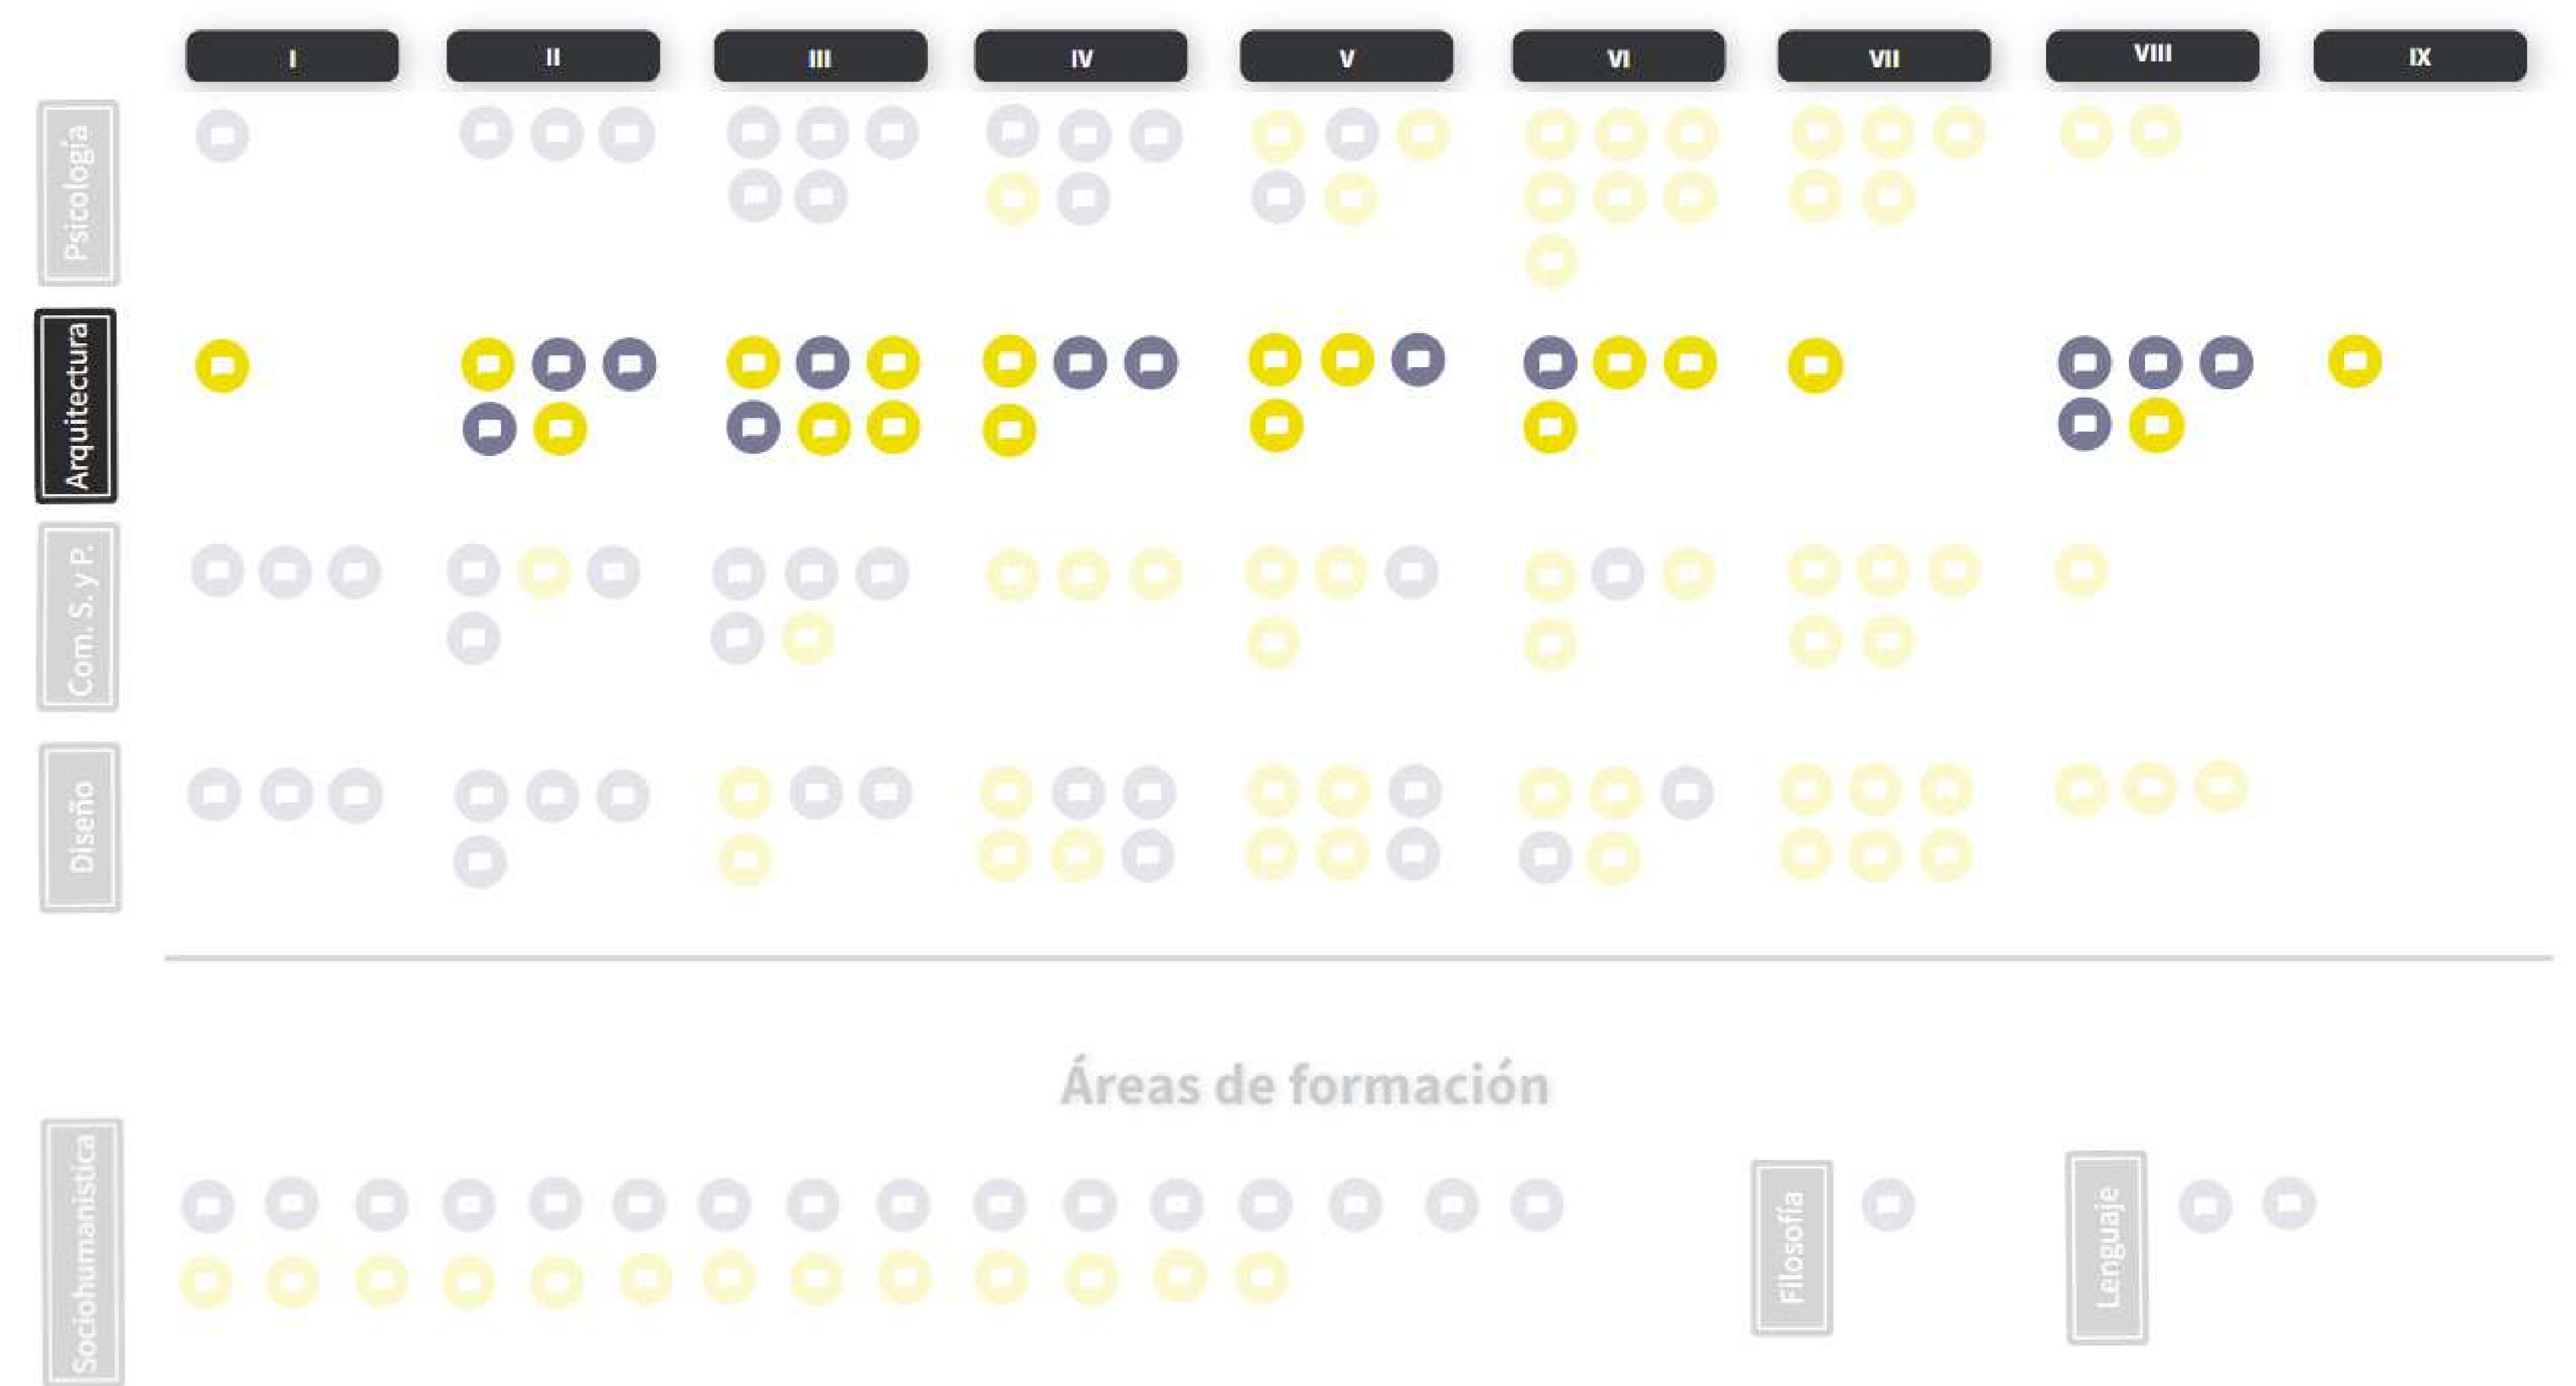 I
II
III
IV
V
VI
VII
VIII
IX
Psicología
Arquitectura
Com. S. y P.
Diseño
Áreas de formación
Sociohumanística
Filosofía
Lenguaje